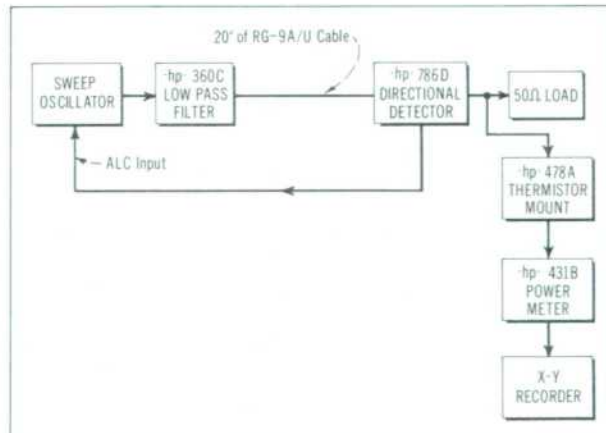 20" of RG-9A/U Cable
SWEEP
OSCILLATOR
-hp- 360C
LOW PASS
FILTER
-hp- 786D
DIRECTIONAL
DETECTOR
50Ω LOAD
ALC Input
-hp- 478A
THERMISTOR
MOUNT
-hp- 431B
POWER
METER
X-Y
RECORDER